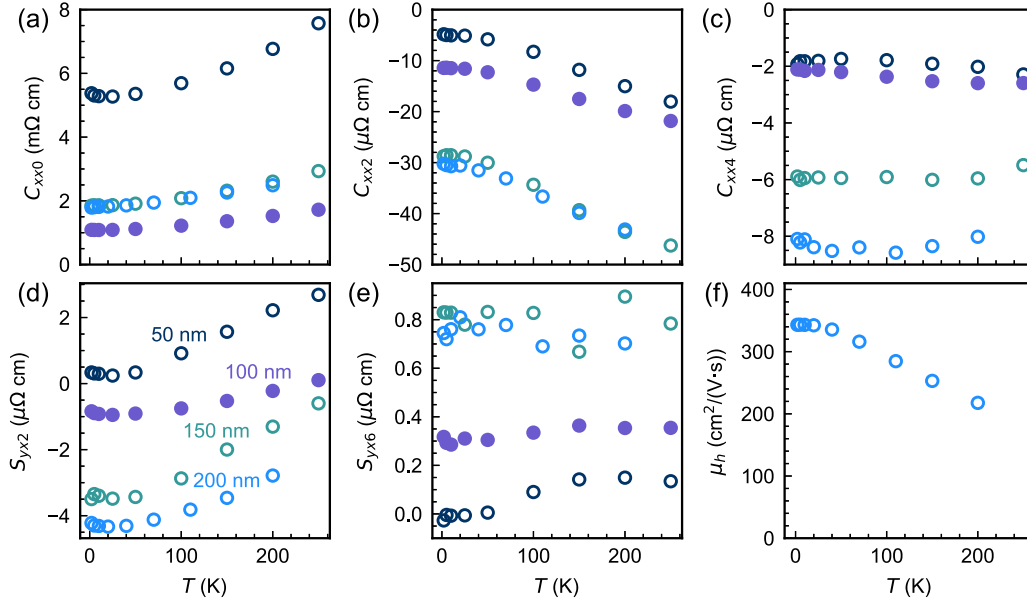 (a)
8
6
4
2
0
C_xx0 (mΩ cm)
(b)
0
−10
−20
−30
−40
−50
C_xx2 (μΩ cm)
(c)
0
−2
−4
−6
−8
C_xx4 (μΩ cm)
(d)
2
0
−2
−4
S_yx2 (μΩ cm)
50 nm
100 nm
150 nm
200 nm
0
100
200
T (K)
(e)
0.8
0.6
0.4
0.2
0.0
S_yx6 (μΩ cm)
0
100
200
T (K)
(f)
400
300
200
100
0
μ_h (cm²/(V·s))
0
100
200
T (K)